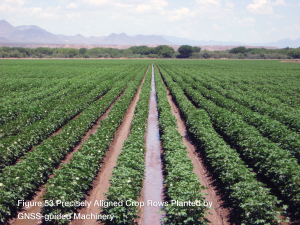 Figure 53.Precisely Aligned Crop Rows Planted by
GNSS-guided Machinery.